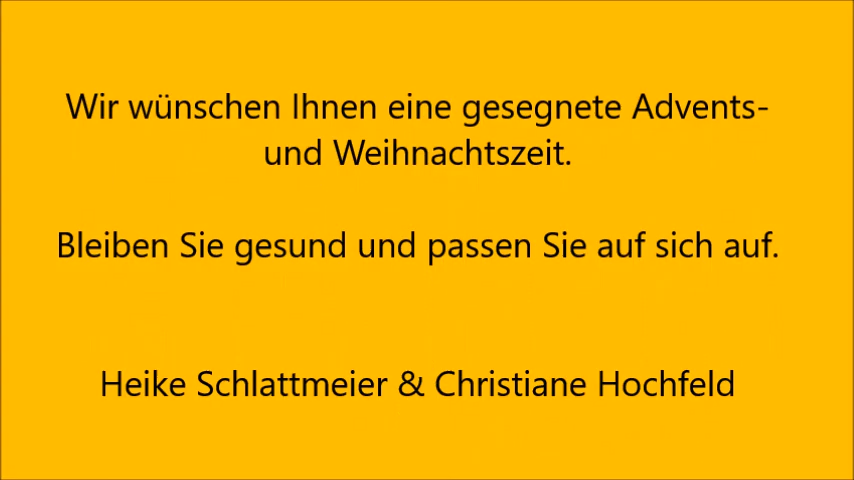 Wir wünschen Ihnen eine gesegnete Advents-
und Weihnachtszeit.
Bleiben Sie gesund und passen Sie auf sich auf.
Heike Schlattmeier & Christiane Hochfeld